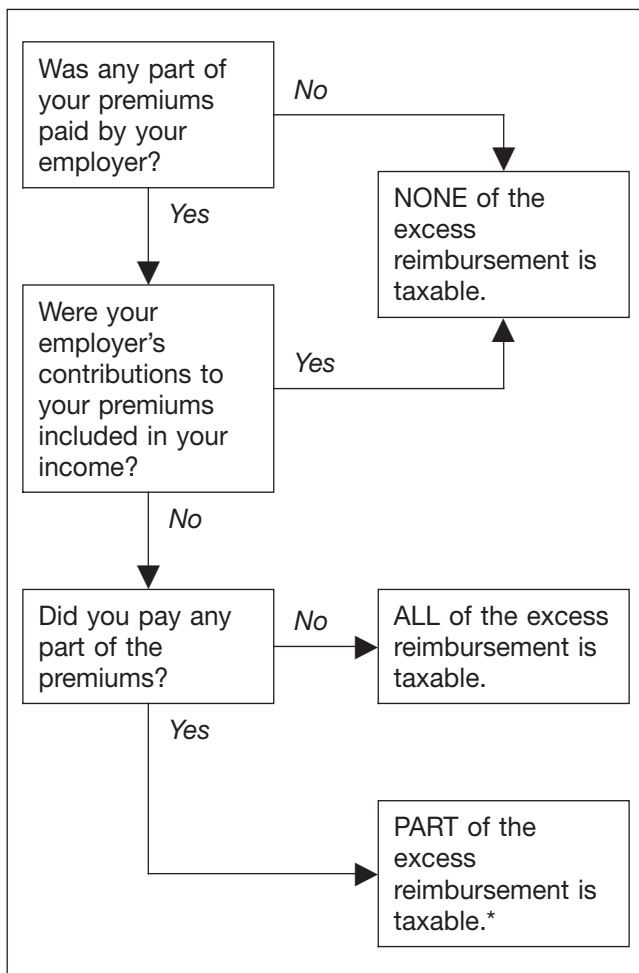 Was any part of
your premiums
paid by your
employer?
No
Yes
NONE of the
excess
reimbursement is
taxable.
Were your
employer’s
contributions to
your premiums
included in your
income?
Yes
No
Did you pay any
part of the
premiums?
No
ALL of the excess
reimbursement is
taxable.
Yes
PART of the
excess
reimbursement is
taxable.*